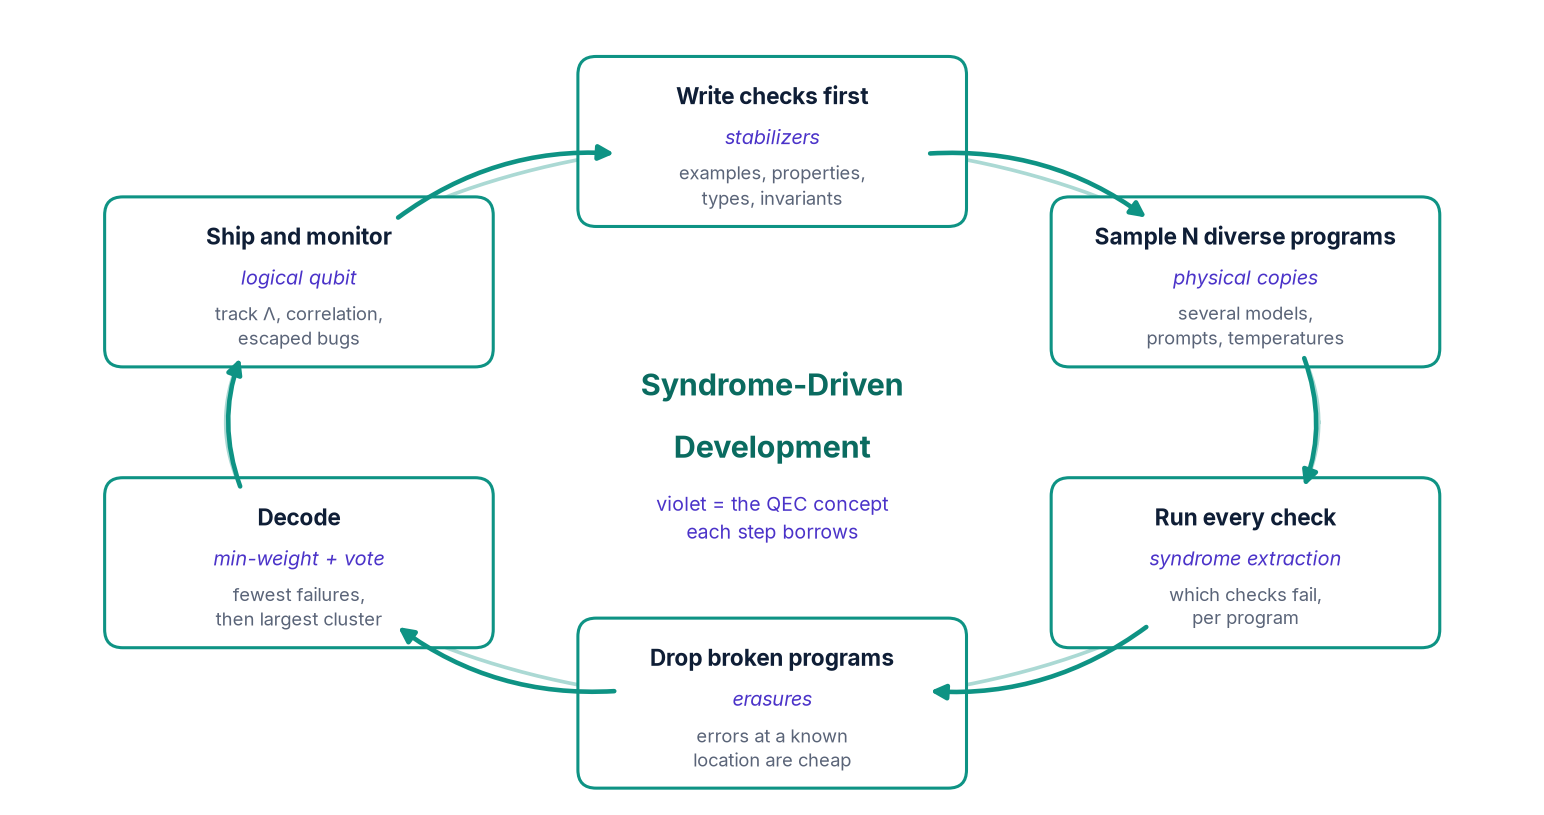 Write checks first
stabilizers
examples, properties,
types, invariants
Ship and monitor
logical qubit
track Λ, correlation,
escaped bugs
Sample N diverse programs
physical copies
several models,
prompts, temperatures
Syndrome-Driven
Development
violet = the QEC concept
each step borrows
Decode
min-weight + vote
fewest failures,
then largest cluster
Run every check
syndrome extraction
which checks fail,
per program
Drop broken programs
erasures
errors at a known
location are cheap